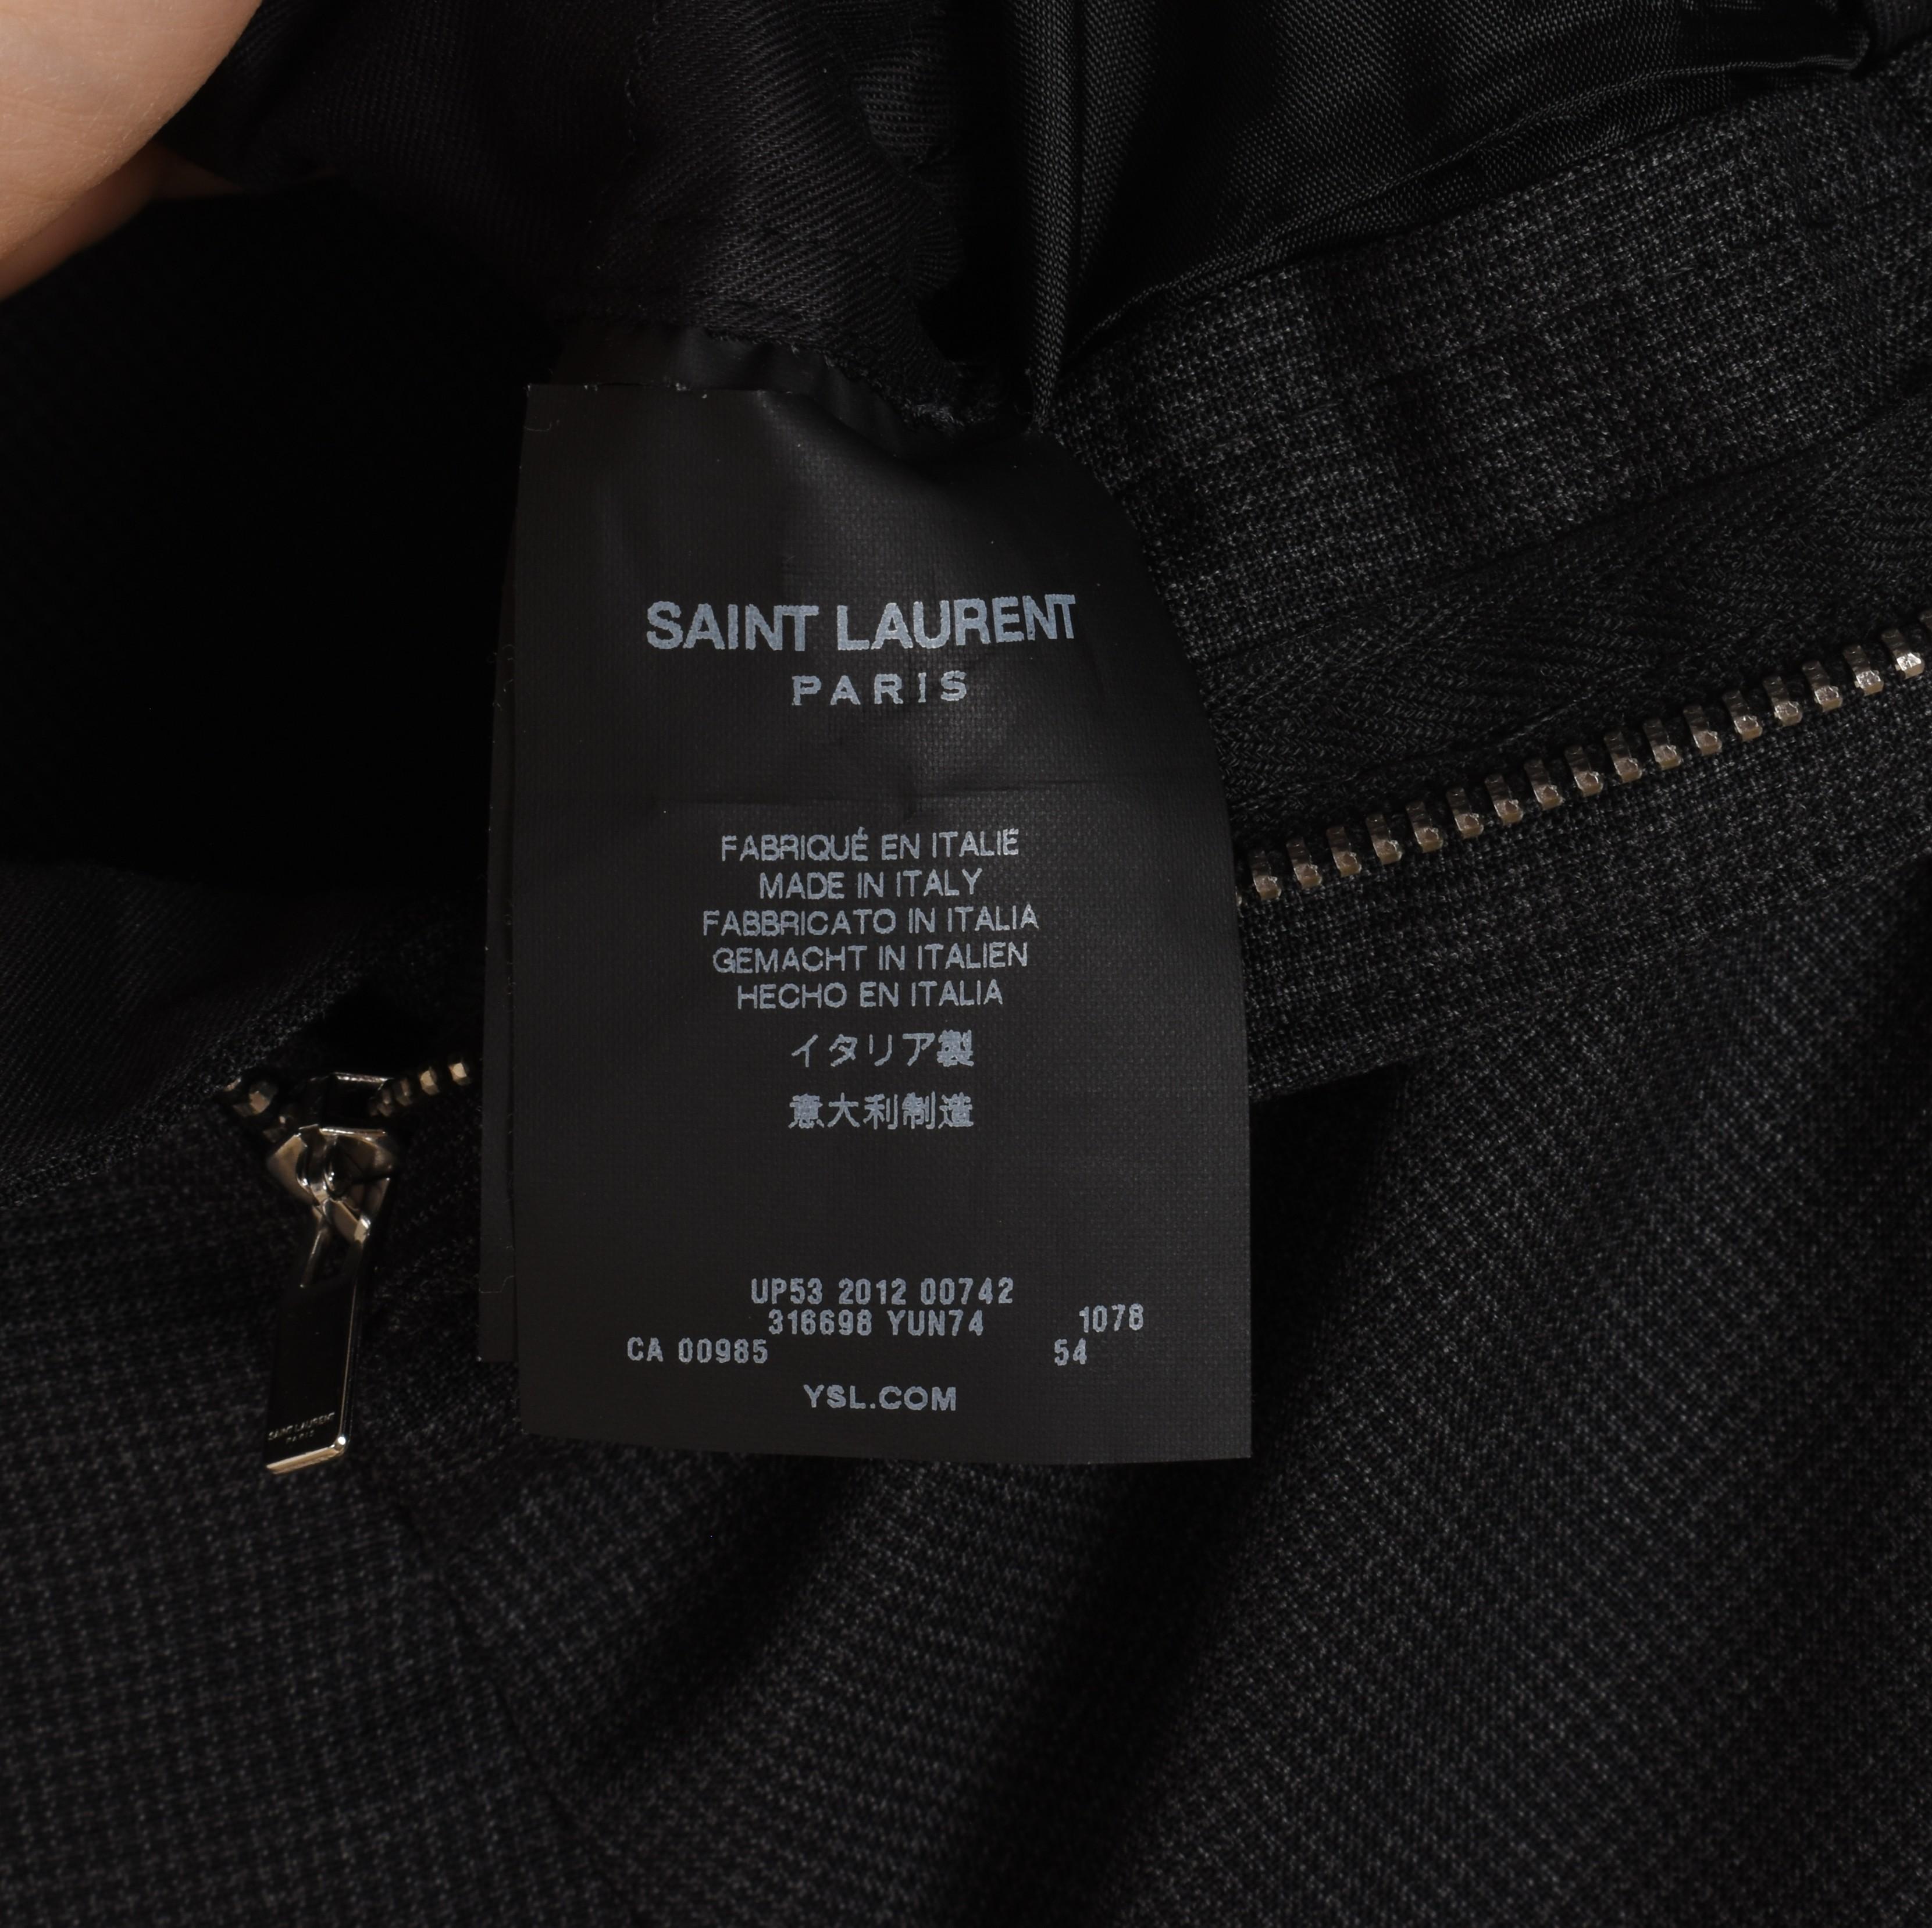 SAINT LAURENT
PARIS
FABRIQUÉ EN ITALIE
MADE IN ITALY
FABBRICATO IN ITALIA
GEMACHT IN ITALIEN
HECHO EN ITALIA
イタリア製
意大利制造
UP53 2012 00742
316698 YUN74 1078
CA 00985 54
YSL.COM
SAINT LAURENT
PARIS